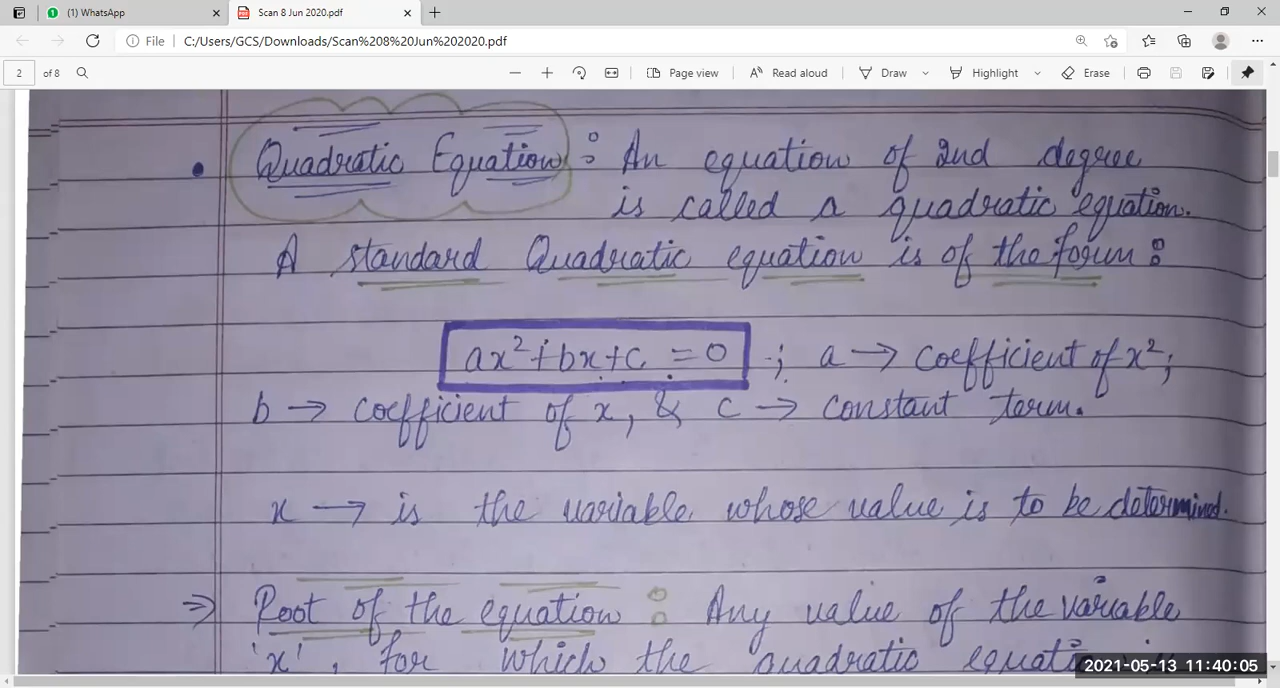 (1) WhatsApp
Scan 8 Jun 2020.pdf
File C:/Users/GCS/Downloads/Scan%208%20Jun%202020.pdf
2 of 8 Page view Read aloud Draw Highlight Erase
Quadratic Equation : An equation of 2nd degree
is called a quadratic equation.
A standard Quadratic equation is of the form :
ax²+bx+c = 0 ; a → coefficient of x²;
b → coefficient of x, & c → constant term.
x → is the variable whose value is to be determined.
⇒ Root of the equation : Any value of the variable
'x', for which the quadratic equation is
2021-05-13 11:40:05